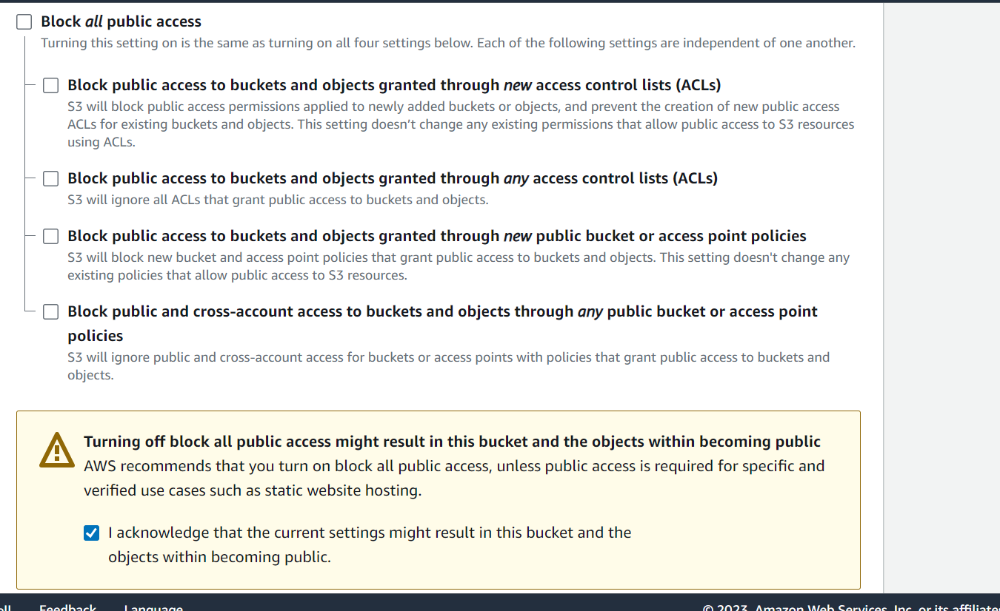 Block all public access
Turning this setting on is the same as turning on all four settings below. Each of the following settings are independent of one another.
Block public access to buckets and objects granted through new access control lists (ACLs)
S3 will block public access permissions applied to newly added buckets or objects, and prevent the creation of new public access
ACLs for existing buckets and objects. This setting doesn’t change any existing permissions that allow public access to S3 resources
using ACLs.
Block public access to buckets and objects granted through any access control lists (ACLs)
S3 will ignore all ACLs that grant public access to buckets and objects.
Block public access to buckets and objects granted through new public bucket or access point policies
S3 will block new bucket and access point policies that grant public access to buckets and objects. This setting doesn't change any
existing policies that allow public access to S3 resources.
Block public and cross-account access to buckets and objects through any public bucket or access point
policies
S3 will ignore public and cross-account access for buckets or access points with policies that grant public access to buckets and
objects.
Turning off block all public access might result in this bucket and the objects within becoming public
AWS recommends that you turn on block all public access, unless public access is required for specific and
verified use cases such as static website hosting.
I acknowledge that the current settings might result in this bucket and the
objects within becoming public.
Feedback Language © 2023, Amazon Web Services, Inc. or its affiliates